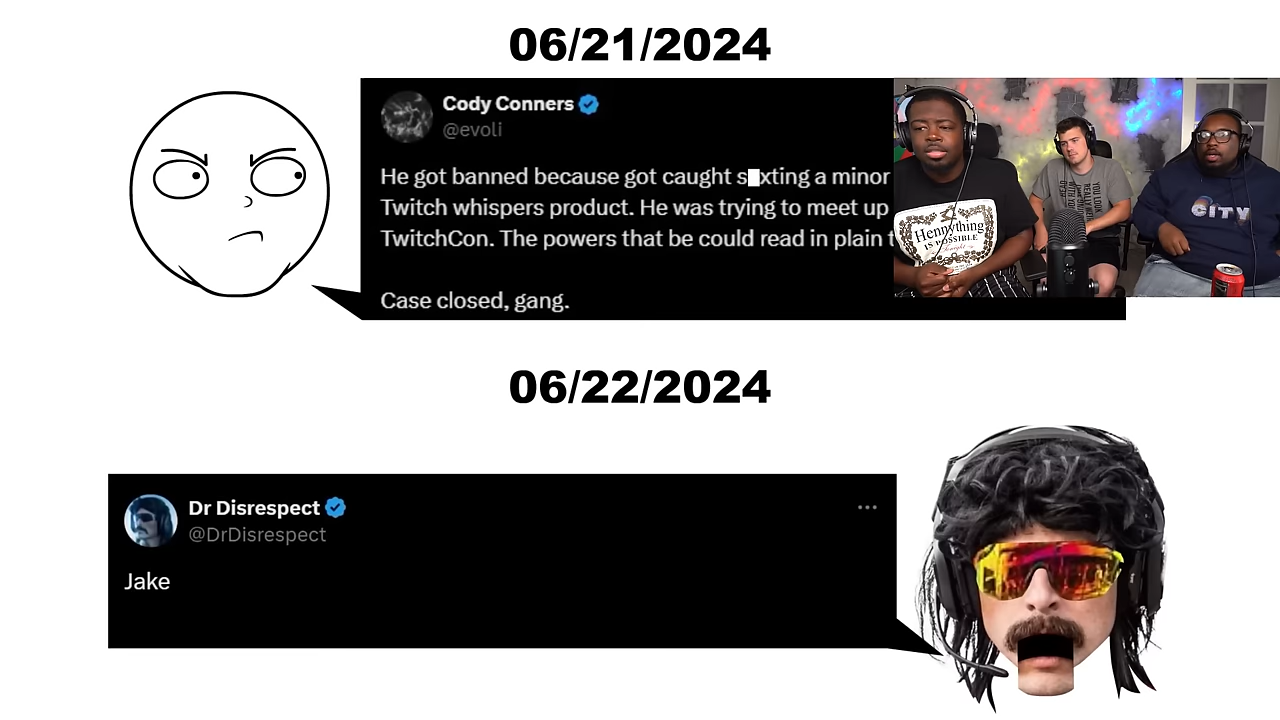 06/21/2024
Cody Conners
@evoli
He got banned because got caught s xting a minor
Twitch whispers product. He was trying to meet up
TwitchCon. The powers that be could read in plain
Case closed, gang.
Hennything
IS POSSIBLE
Tonight
CITY
06/22/2024
Dr Disrespect
@DrDisrespect
Jake